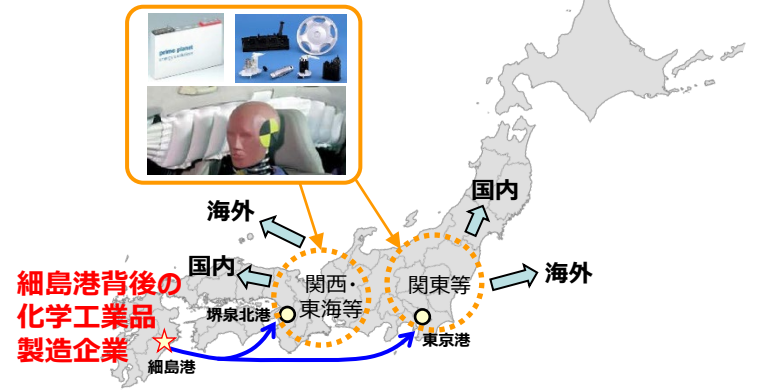 prime planet
海外
国内
国内
海外
関西・
東海等
関東等
細島港背後の
化学工業品
製造企業
堺泉北港
東京港
細島港